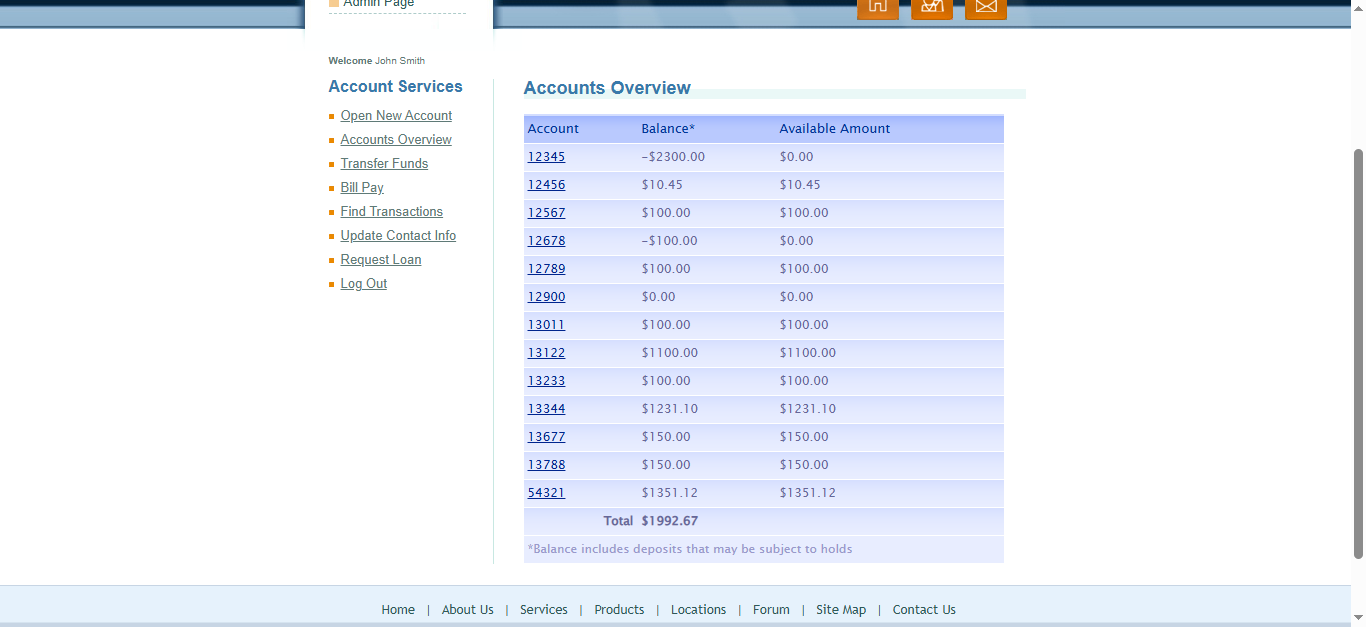 Admin Page
Welcome John Smith
Account Services
Open New Account
Accounts Overview
Transfer Funds
Bill Pay
Find Transactions
Update Contact Info
Request Loan
Log Out
Accounts Overview
Account Balance* Available Amount
12345 -$2300.00 $0.00
12456 $10.45 $10.45
12567 $100.00 $100.00
12678 -$100.00 $0.00
12789 $100.00 $100.00
12900 $0.00 $0.00
13011 $100.00 $100.00
13122 $1100.00 $1100.00
13233 $100.00 $100.00
13344 $1231.10 $1231.10
13677 $150.00 $150.00
13788 $150.00 $150.00
54321 $1351.12 $1351.12
Total $1992.67
*Balance includes deposits that may be subject to holds
Home | About Us | Services | Products | Locations | Forum | Site Map | Contact Us